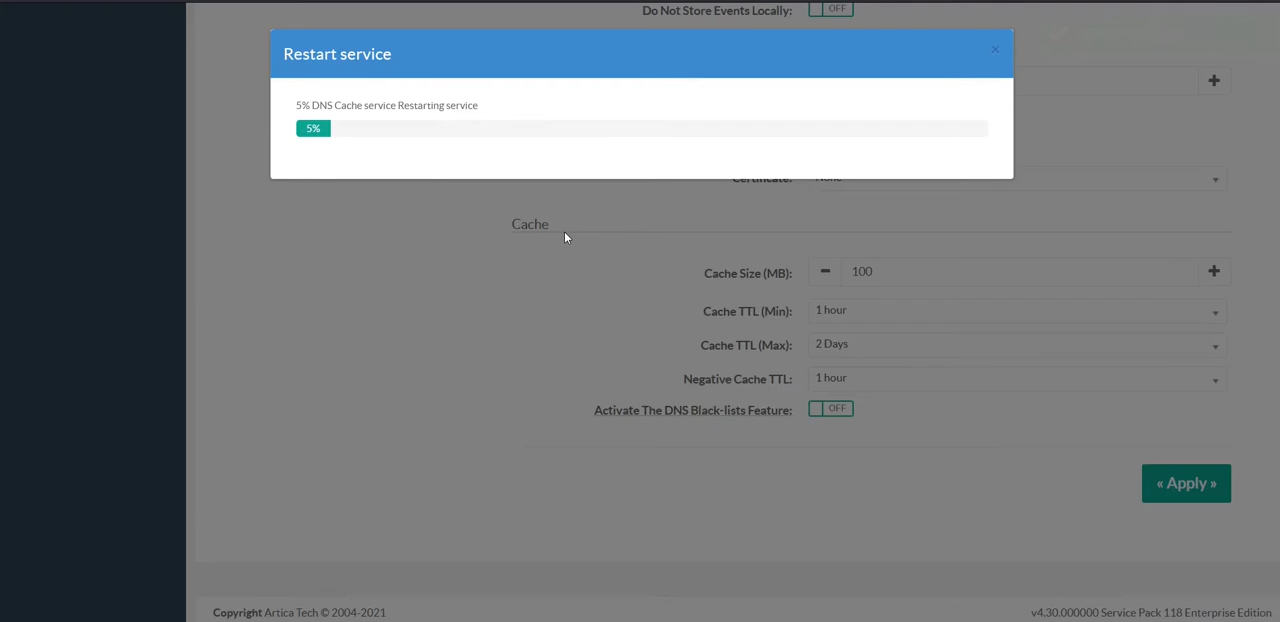 Do Not Store Events Locally: OFF
Restart service ×
5% DNS Cache service Restarting service
5%
Certificate: None
Cache
Cache Size (MB): 100
Cache TTL (Min): 1 hour
Cache TTL (Max): 2 Days
Negative Cache TTL: 1 hour
Activate The DNS Black-lists Feature: OFF
« Apply »
Copyright Artica Tech © 2004-2021 v4.30.000000 Service Pack 118 Enterprise Edition